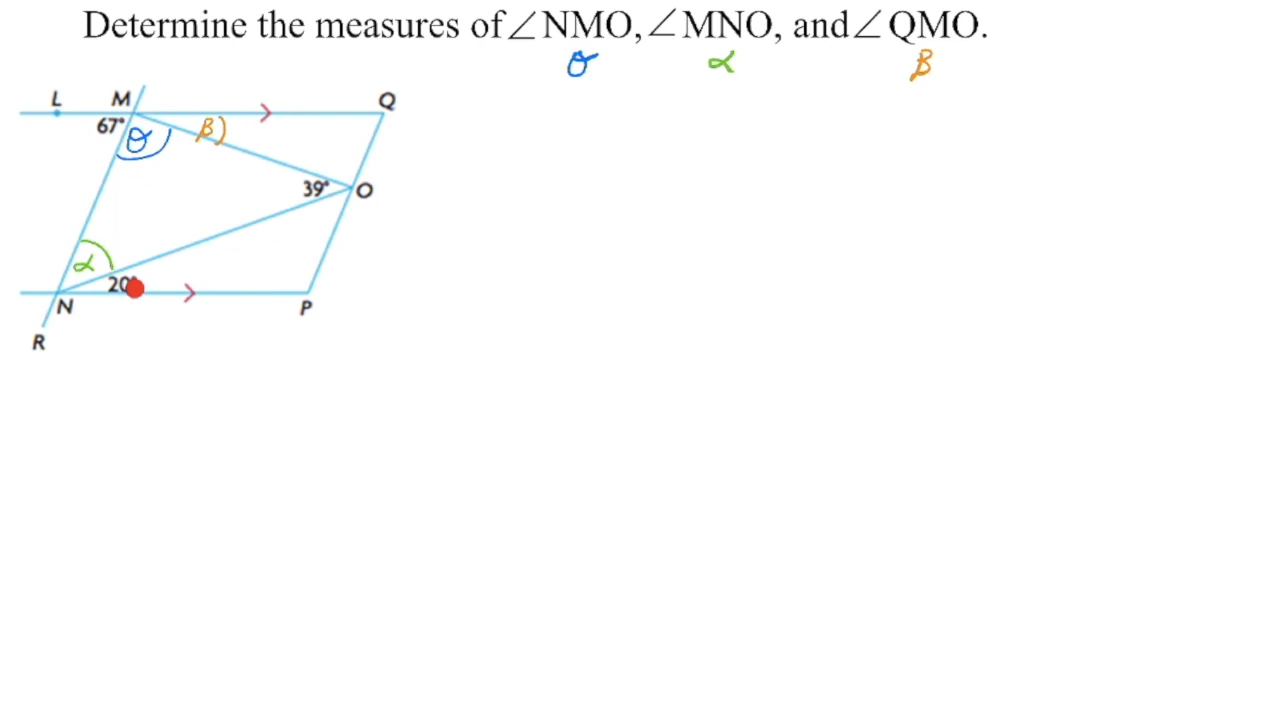 Determine the measures of ∠NMO, ∠MNO, and ∠QMO.
θ α β
L M Q
67° θ β)
39° O
α
20°
N P
R